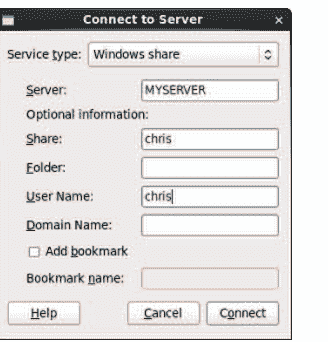 Connect to Server
Service type: Windows share
Server: MYSERVER
Optional information:
Share: chris
Folder:
User Name: chris
Domain Name:
Add bookmark
Bookmark name:
Help Cancel Connect